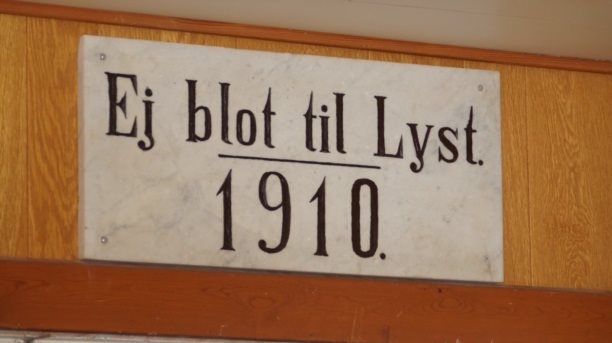 Ej blot til Lyst.
1910.